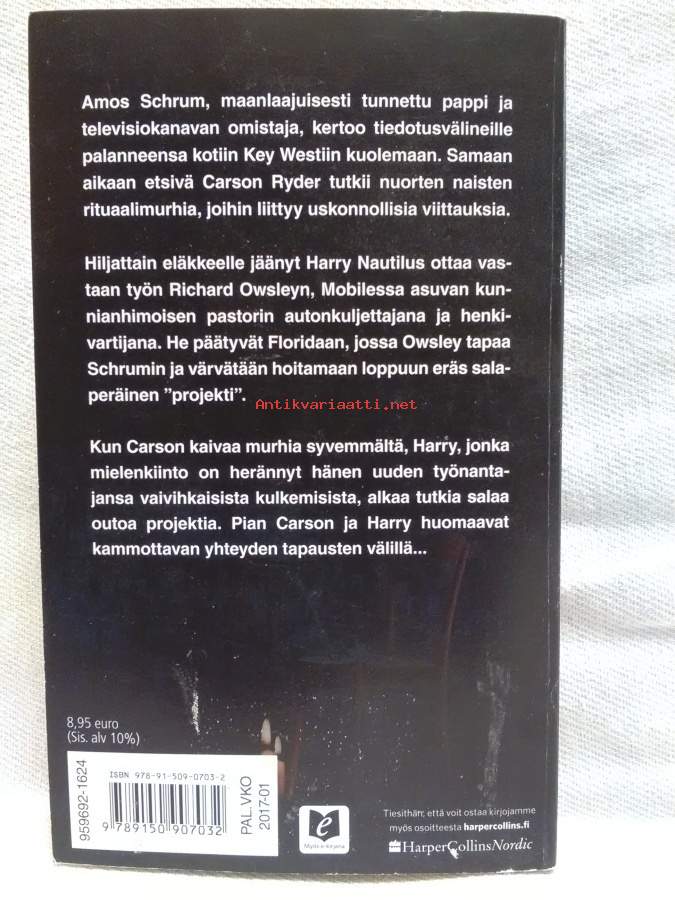 Amos Schrum, maanlaajuisesti tunnettu pappi ja
televisiokanavan omistaja, kertoo tiedotusvälineille
palanneensa kotiin Key Westiin kuolemaan. Samaan
aikaan etsivä Carson Ryder tutkii nuorten naisten
rituaalimurhia, joihin liittyy uskonnollisia viittauksia.
Hiljattain eläkkeelle jäänyt Harry Nautilus ottaa vas-
taan työn Richard Owsleyn, Mobilessa asuvan kun-
nianhimoisen pastorin autonkuljettajana ja henki-
vartijana. He päätyvät Floridaan, jossa Owsley tapaa
Schrumin ja värvätään hoitamaan loppuun eräs sala-
peräinen ”projekti”.
Antikvariaatti.net
Kun Carson kaivaa murhia syvemmältä, Harry, jonka
mielenkiinto on herännyt hänen uuden työnanta-
jansa vaivihkaisista kulkemisista, alkaa tutkia salaa
outoa projektia. Pian Carson ja Harry huomaavat
kammottavan yhteyden tapausten välillä...
8,95 euro
(Sis. alv 10%)
959692-1624
ISBN 978-91-509-0703-2
9 789150 907032
PAL.VKO
2017-01
e
Myös e-kirjana
Tiesithän, että voit ostaa kirjojamme
myös osoitteesta harpercollins.fi
HarperCollins Nordic